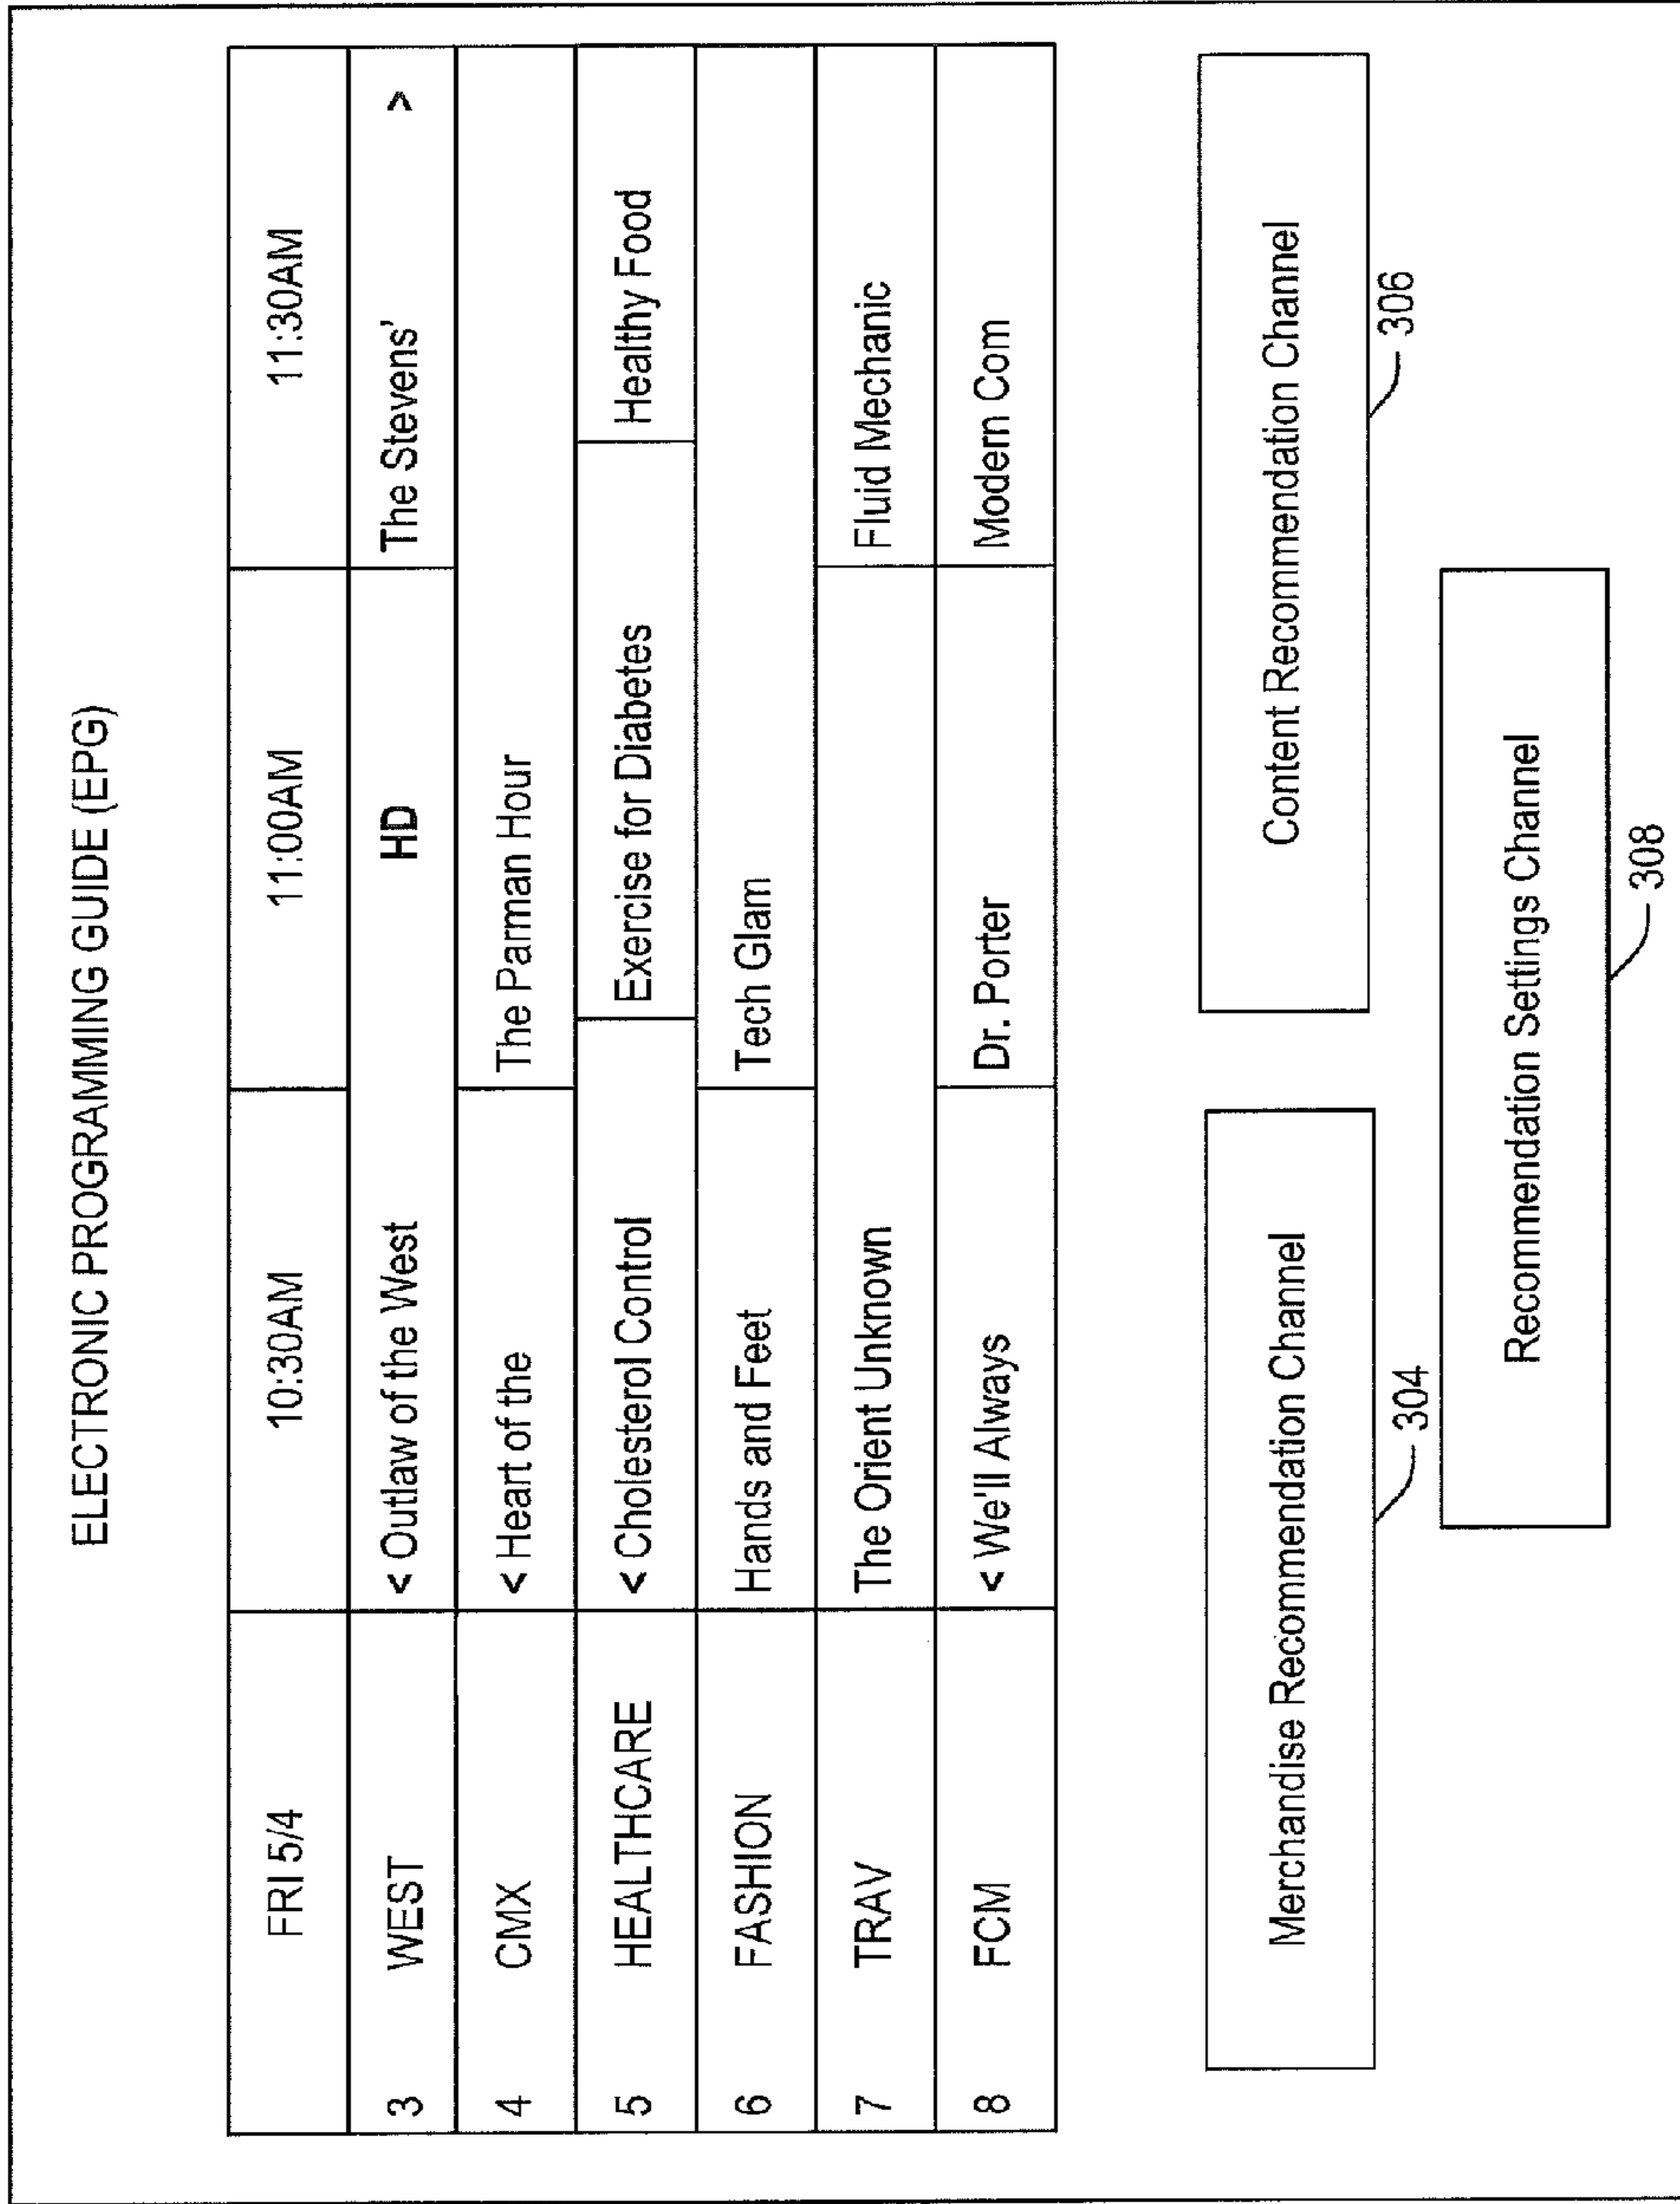 ELECTRONIC PROGRAMMING GUIDE (EPG)
FRI 5/4 10:30AM 11:00AM 11:30AM
3 WEST < Outlaw of the West HD The Stevens' >
4 CMX < Heart of the The Parman Hour
5 HEALTHCARE < Cholesterol Control Exercise for Diabetes Healthy Food
6 FASHION Hands and Feet Tech Glam
7 TRAV The Orient Unknown Fluid Mechanic
8 FCM < We'll Always Dr. Porter Modern Com
Merchandise Recommendation Channel Content Recommendation Channel
304 306
Recommendation Settings Channel
308